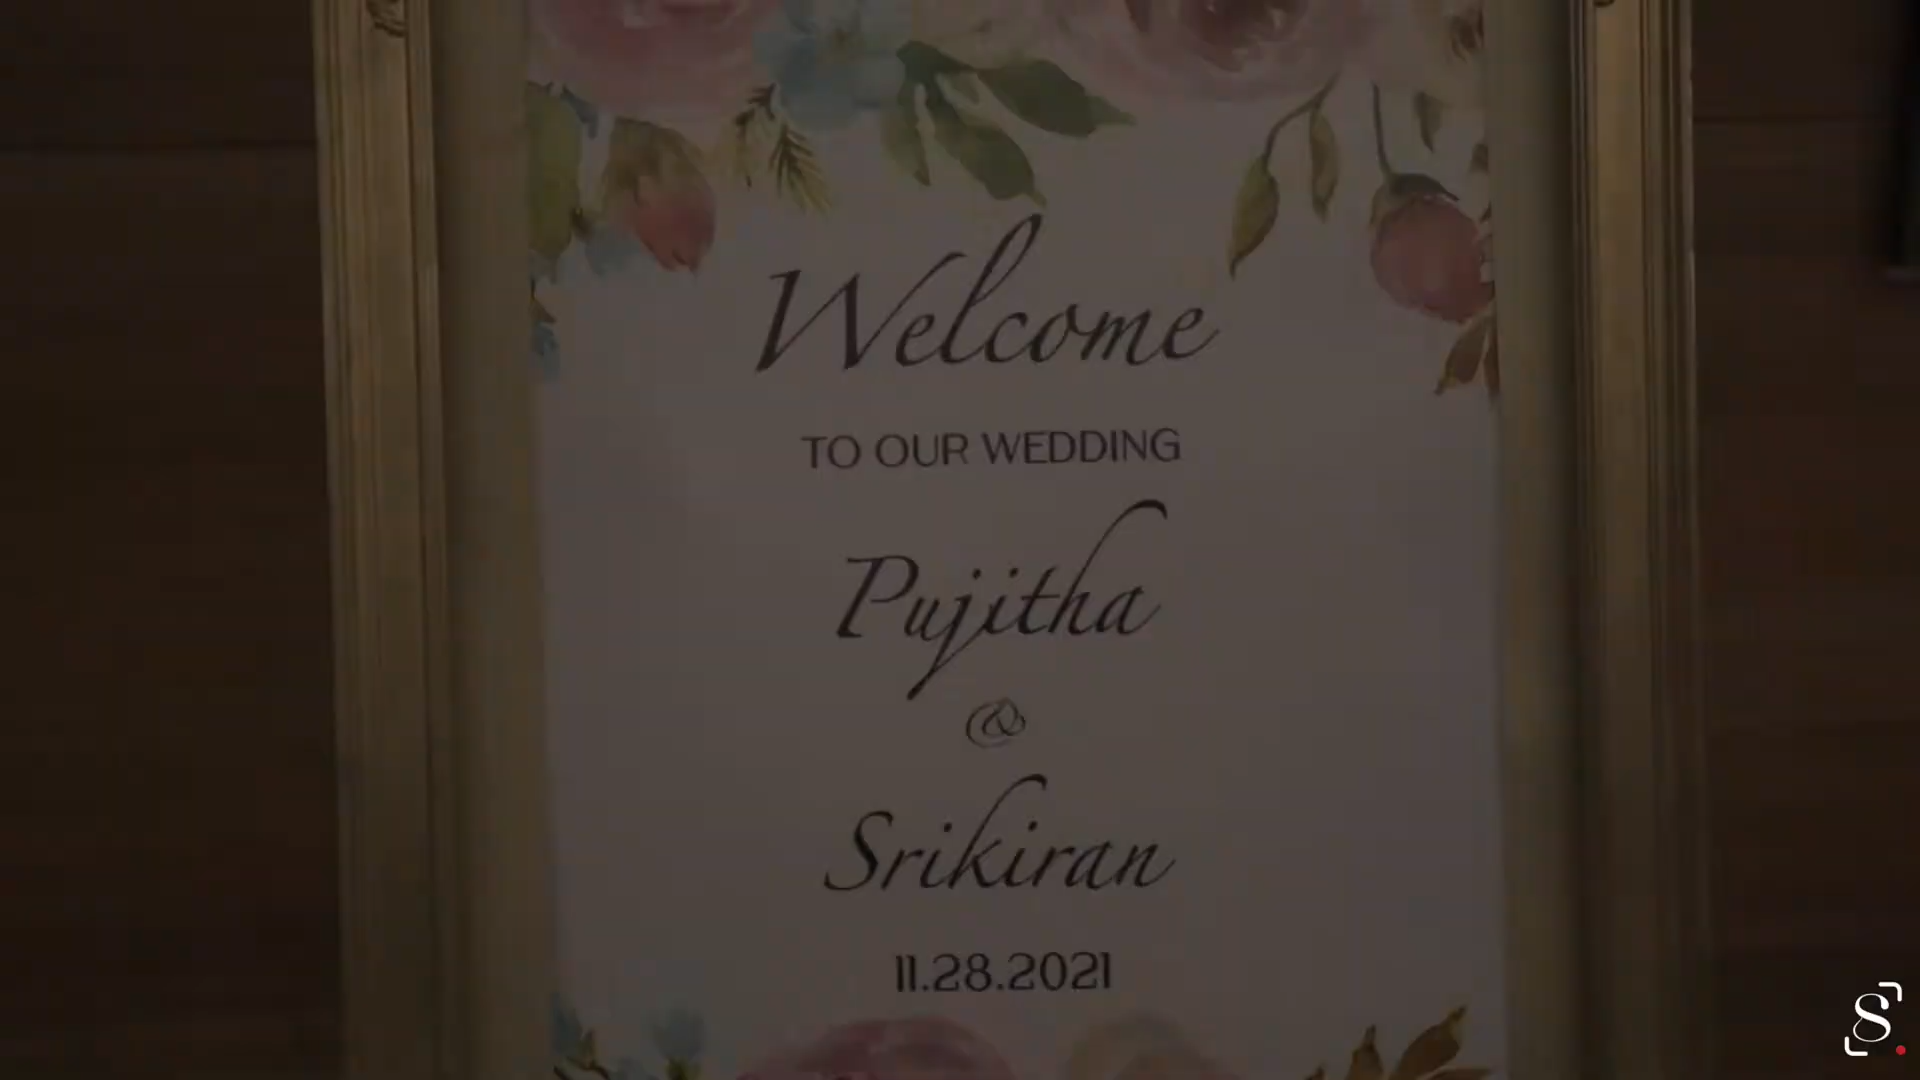 Welcome
TO OUR WEDDING
Pujitha
&
Srikiran
11.28.2021
S